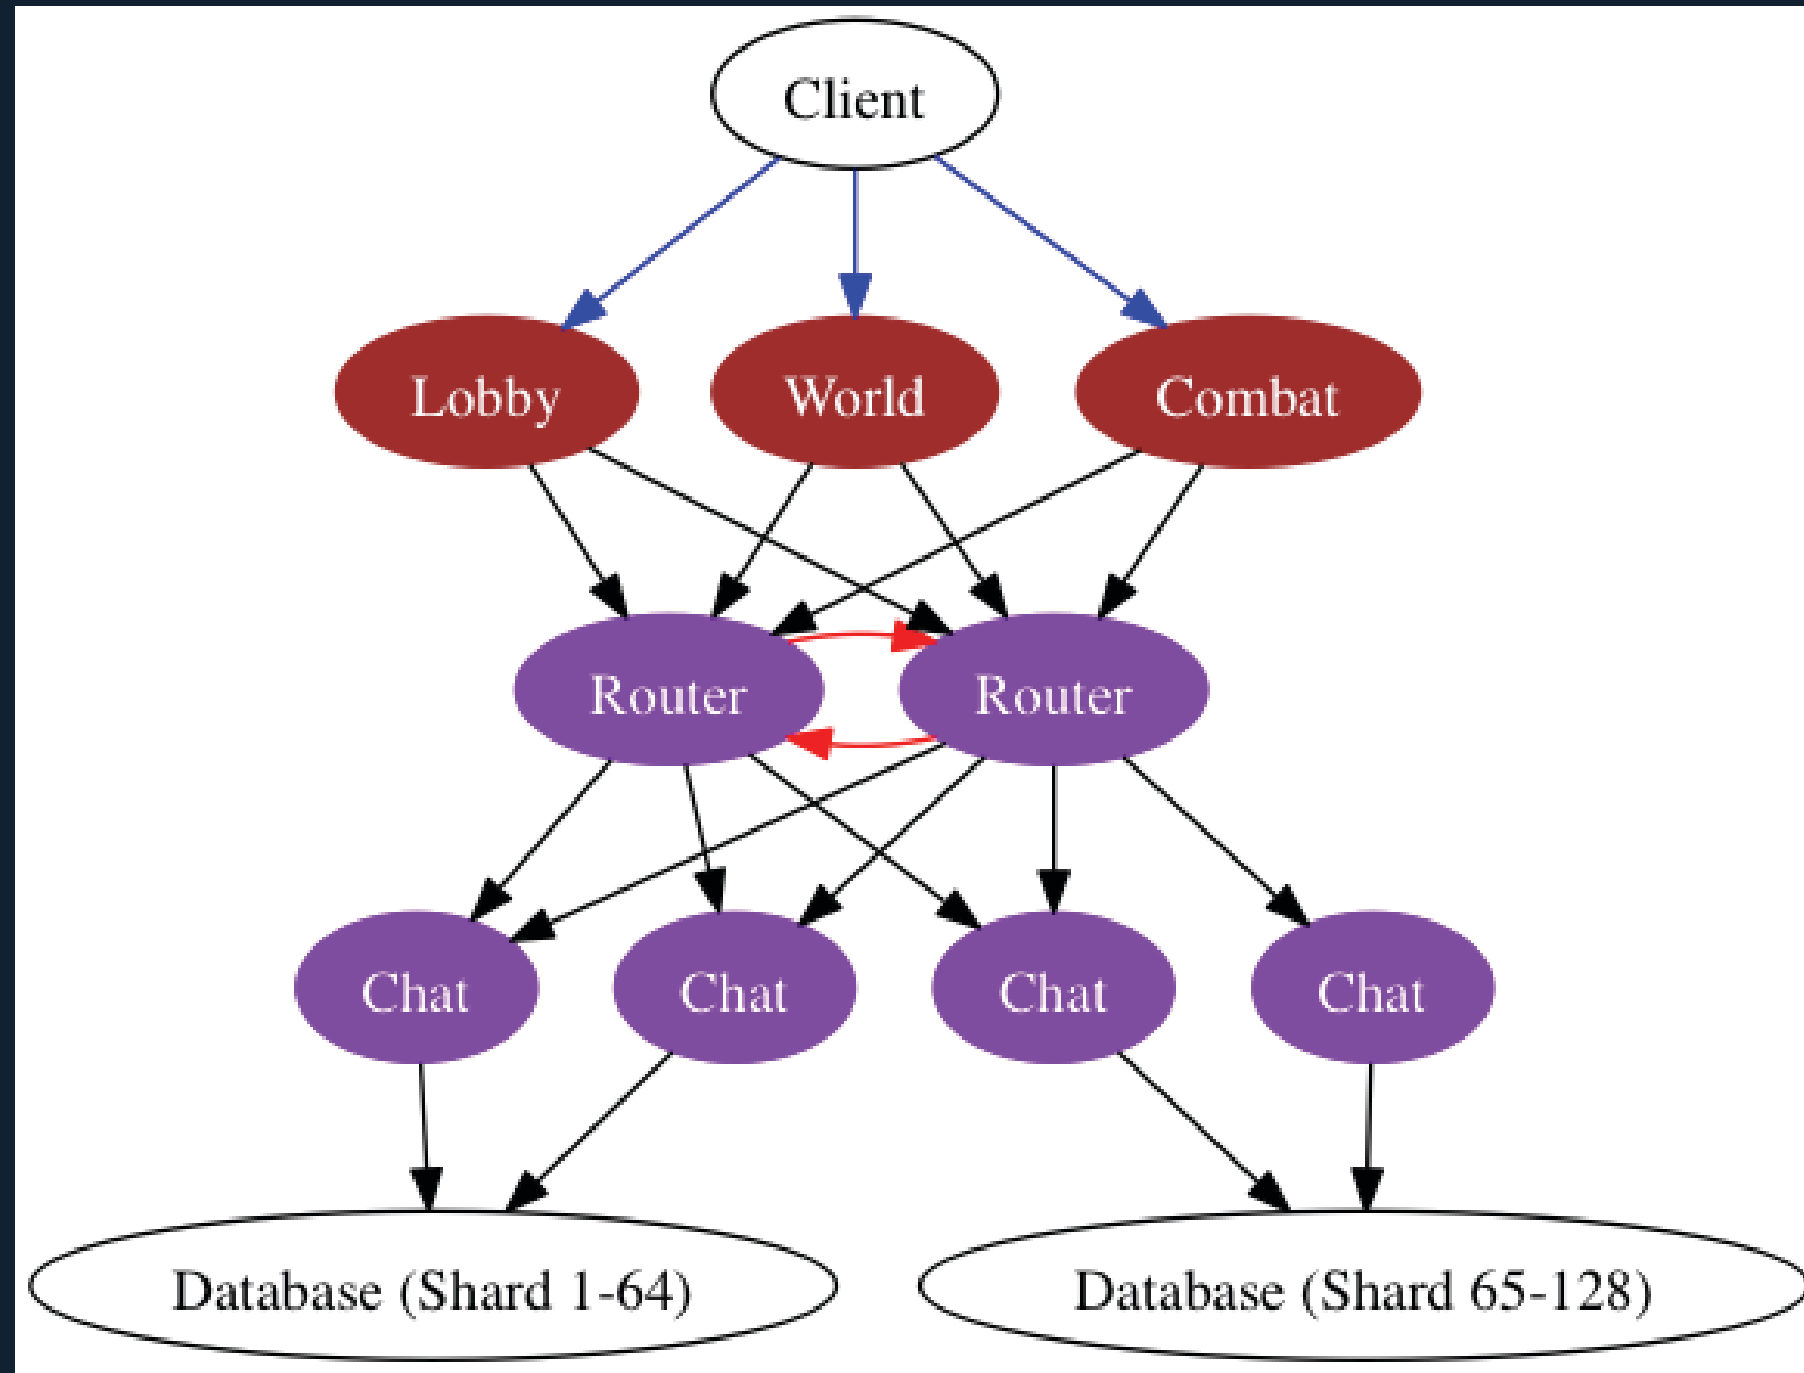 Client
Lobby
World
Combat
Router
Router
Chat
Chat
Chat
Chat
Database (Shard 1-64)
Database (Shard 65-128)